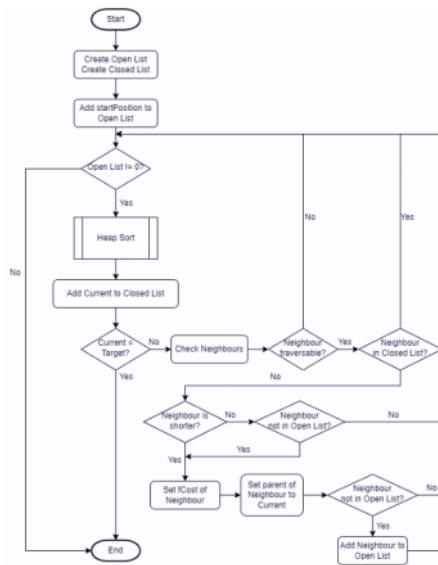 Start
Create Open List
Create Closed List
Add startPosition to
Open List
Open List != 0?
Yes
No
Yes
Heap Sort
No
Add Current to Closed List
Current =
Target?
No
Check Neighbours
Neighbour
traversable?
Yes
Neighbour
in Closed List?
Yes
No
Neighbour is
shorter?
No
Neighbour
not in Open List?
No
Yes
Yes
Set fCost of
Neighbour
Set parent of
Neighbour to
Current
Neighbour
not in Open List?
No
Yes
End
Add Neighbour to
Open List